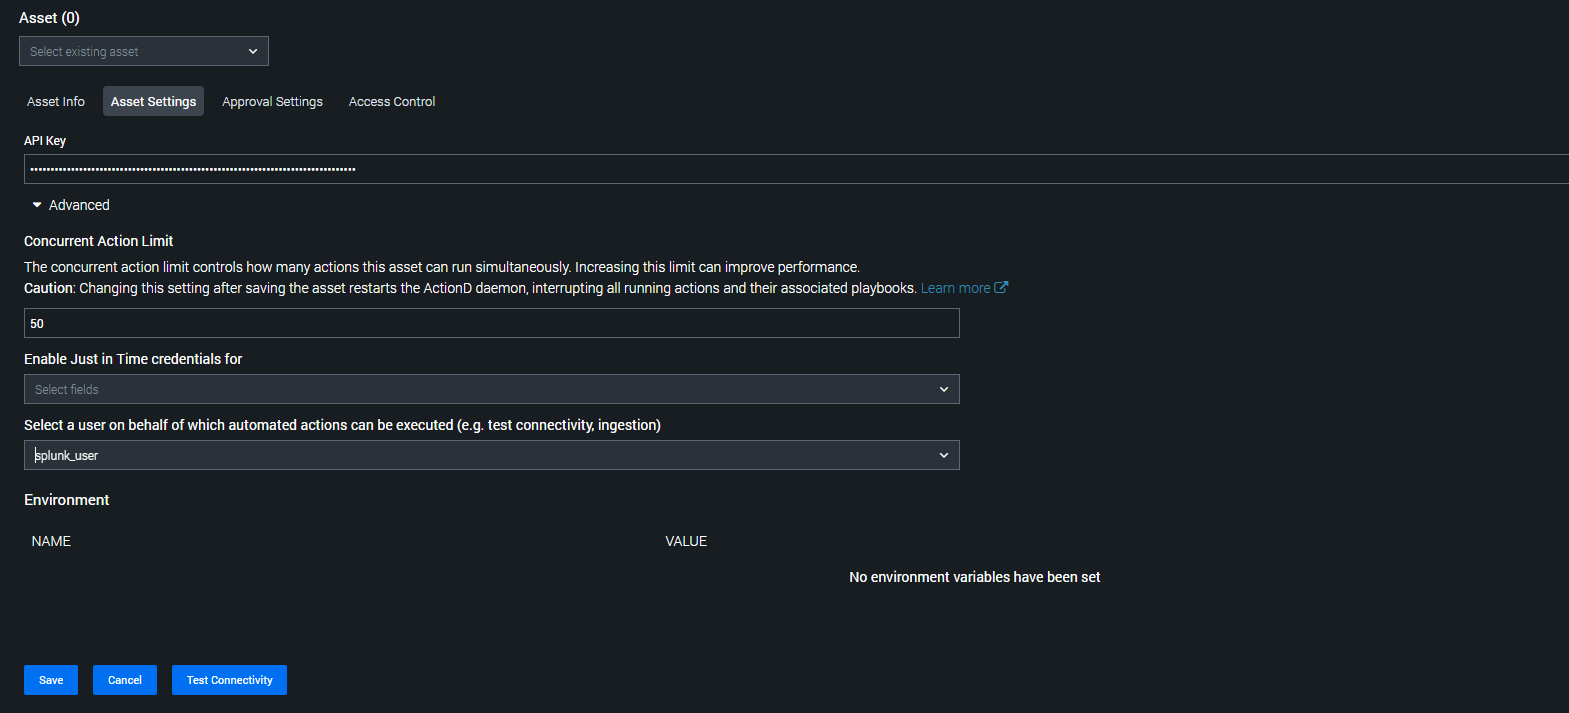 Asset (0)
Select existing asset
Asset Info Asset Settings Approval Settings Access Control
API Key
Advanced
Concurrent Action Limit
The concurrent action limit controls how many actions this asset can run simultaneously. Increasing this limit can improve performance.
Caution: Changing this setting after saving the asset restarts the ActionD daemon, interrupting all running actions and their associated playbooks. Learn more
50
Enable Just in Time credentials for
Select fields
Select a user on behalf of which automated actions can be executed (e.g. test connectivity, ingestion)
splunk_user
Environment
NAME VALUE
No environment variables have been set
Save Cancel Test Connectivity